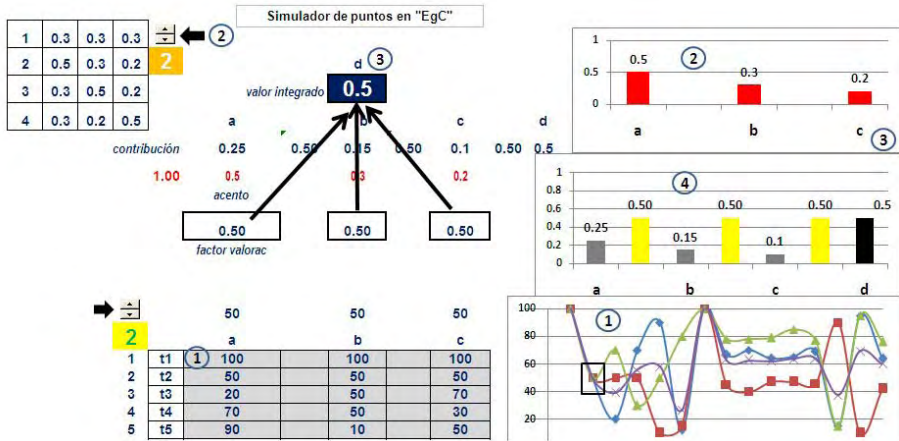 Simulador de puntos en "EgC"
1 0.3 0.3 0.3
2 0.5 0.3 0.2
3 0.3 0.5 0.2
4 0.3 0.2 0.5
2
2
d 3
valor integrado 0.5
a b c d
contribución 0.25 0.50 0.15 0.50 0.1 0.50 0.5
1.00 0.5 0.3 0.2
acento
0.50 0.50 0.50
factor valorac
1
0.5
0
0.5 0.3 0.2
2
a b c
3
1
0.8
0.6
0.4
0.2
0
4
0.25 0.50 0.15 0.50 0.1 0.50 0.5
a b c d
50 50 50
2 a b c
1 t1 1 100 100 100
2 t2 50 50 50
3 t3 20 50 70
4 t4 70 50 30
5 t5 90 10 50
100
80
60
40
20
1